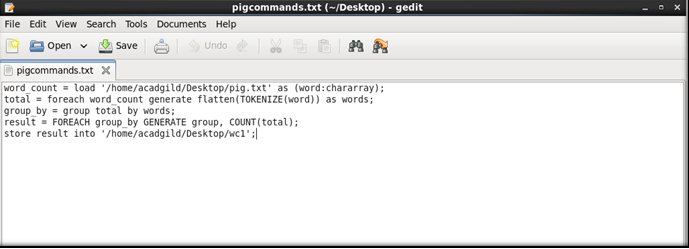 pigcommands.txt (~/Desktop) - gedit
File Edit View Search Tools Documents Help
Open Save Undo
pigcommands.txt
word_count = load '/home/acadgild/Desktop/pig.txt' as (word:chararray);
total = foreach word_count generate flatten(TOKENIZE(word)) as words;
group_by = group total by words;
result = FOREACH group_by GENERATE group, COUNT(total);
store result into '/home/acadgild/Desktop/wc1';